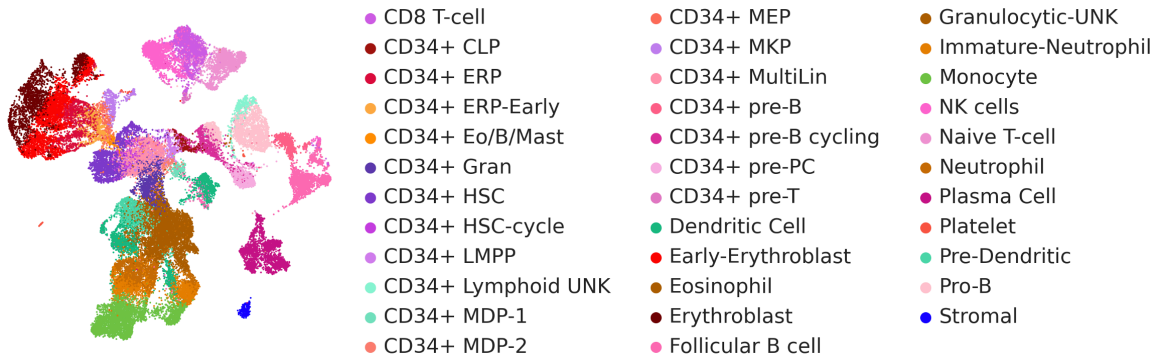 CD8 T-cell
CD34+ CLP
CD34+ ERP
CD34+ ERP-Early
CD34+ Eo/B/Mast
CD34+ Gran
CD34+ HSC
CD34+ HSC-cycle
CD34+ LMPP
CD34+ Lymphoid UNK
CD34+ MDP-1
CD34+ MDP-2
CD34+ MEP
CD34+ MKP
CD34+ MultiLin
CD34+ pre-B
CD34+ pre-B cycling
CD34+ pre-PC
CD34+ pre-T
Dendritic Cell
Early-Erythroblast
Eosinophil
Erythroblast
Follicular B cell
Granulocytic-UNK
Immature-Neutrophil
Monocyte
NK cells
Naive T-cell
Neutrophil
Plasma Cell
Platelet
Pre-Dendritic
Pro-B
Stromal